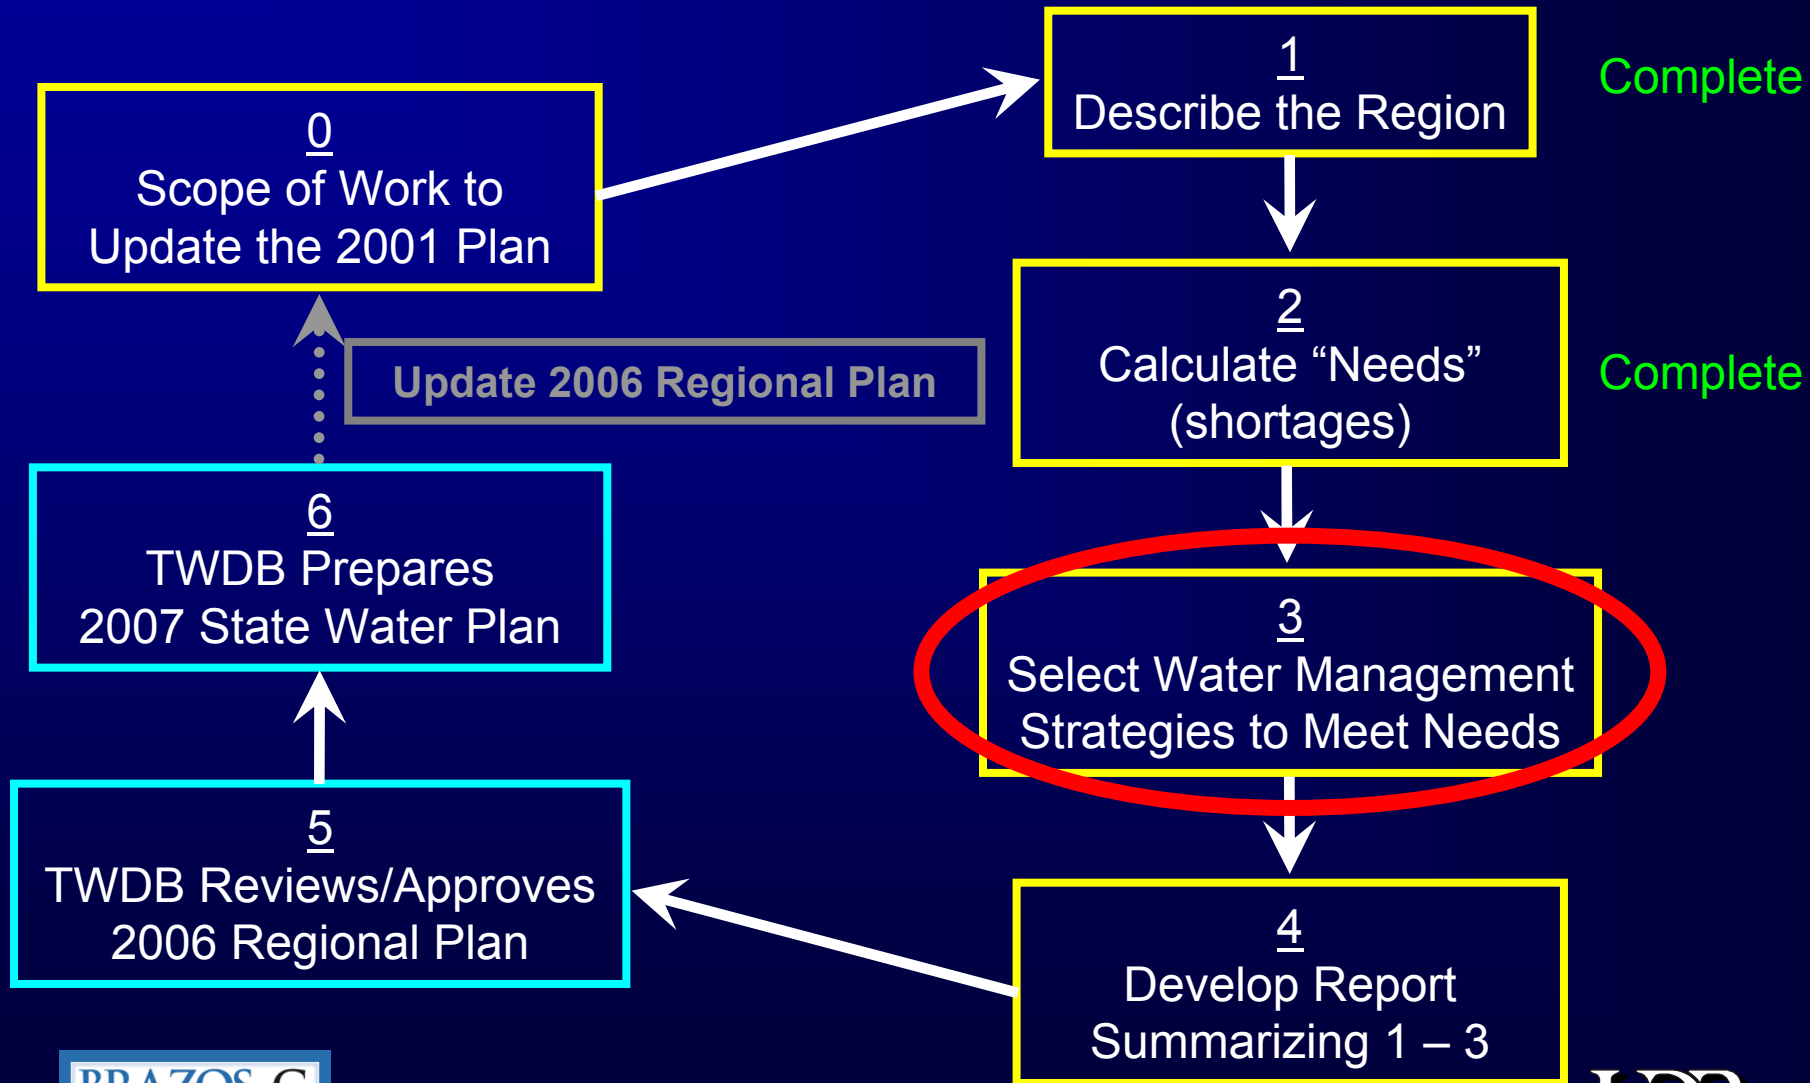 0
Scope of Work to
Update the 2001 Plan
1
Describe the Region
Complete
2
Calculate “Needs”
(shortages)
Complete
Update 2006 Regional Plan
3
Select Water Management
Strategies to Meet Needs
4
Develop Report
Summarizing 1 – 3
5
TWDB Reviews/Approves
2006 Regional Plan
6
TWDB Prepares
2007 State Water Plan
BRAZOS G